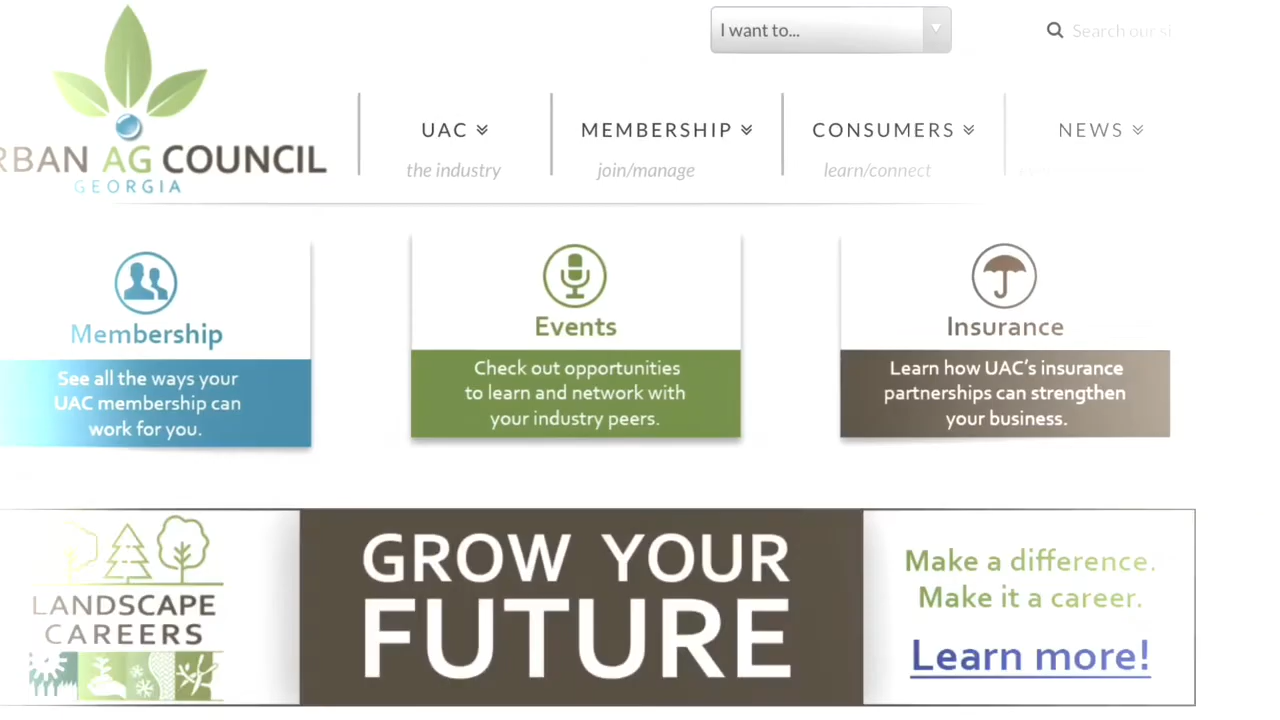 I want to...
Search our si
RBAN AG COUNCIL
GEORGIA
UAC
MEMBERSHIP
CONSUMERS
NEWS
the industry
join/manage
learn/connect
Membership
See all the ways your
UAC membership can
work for you.
Events
Check out opportunities
to learn and network with
your industry peers.
Insurance
Learn how UAC's insurance
partnerships can strengthen
your business.
LANDSCAPE
CAREERS
GROW YOUR
FUTURE
Make a difference.
Make it a career.
Learn more!